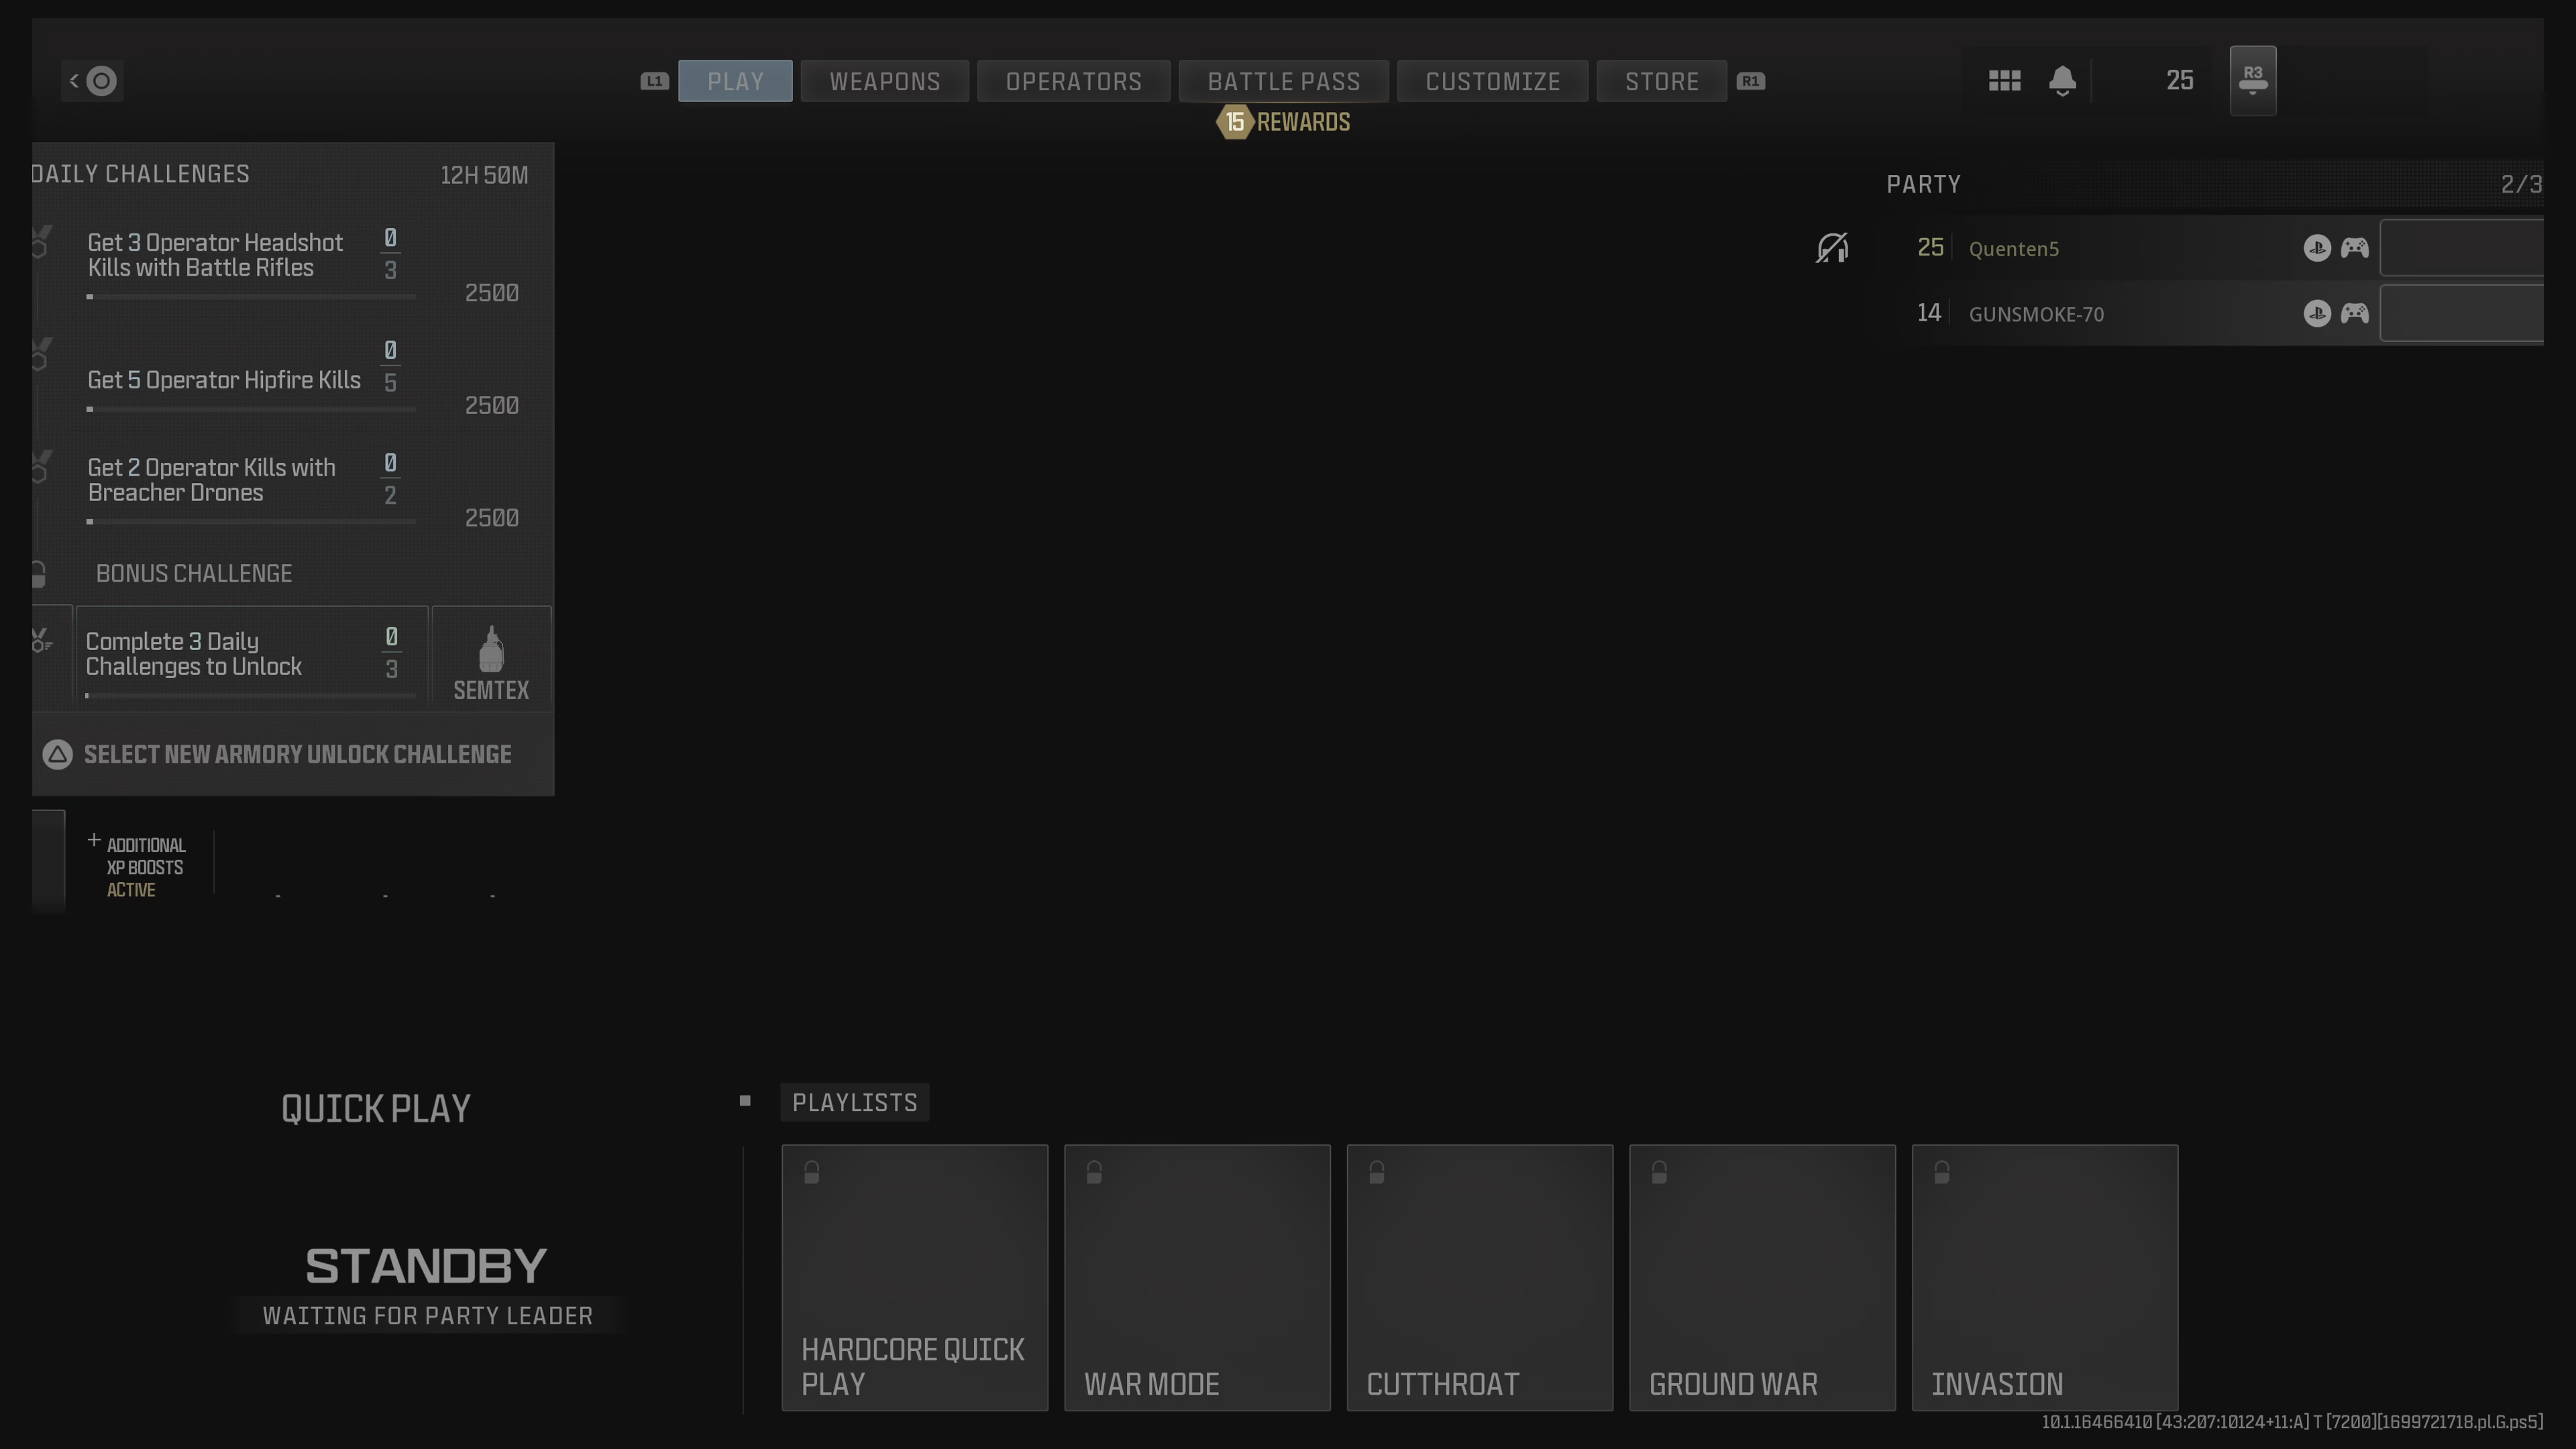 L1
PLAY
WEAPONS
OPERATORS
BATTLE PASS
CUSTOMIZE
STORE
R1
25
R3
15 REWARDS
DAILY CHALLENGES
12H 50M
Get 3 Operator Headshot
Kills with Battle Rifles
0
3
2500
Get 5 Operator Hipfire Kills
0
5
2500
Get 2 Operator Kills with
Breacher Drones
0
2
2500
BONUS CHALLENGE
Complete 3 Daily
Challenges to Unlock
0
3
SEMTEX
SELECT NEW ARMORY UNLOCK CHALLENGE
+ ADDITIONAL
XP BOOSTS
ACTIVE
PARTY
2/3
25 Quenten5
14 GUNSMOKE-70
QUICK PLAY
STANDBY
WAITING FOR PARTY LEADER
PLAYLISTS
HARDCORE QUICK
PLAY
WAR MODE
CUTTHROAT
GROUND WAR
INVASION
10.1.16466410 [43:207:10124+11:A] T [7200][1699721718.pl.G.ps5]